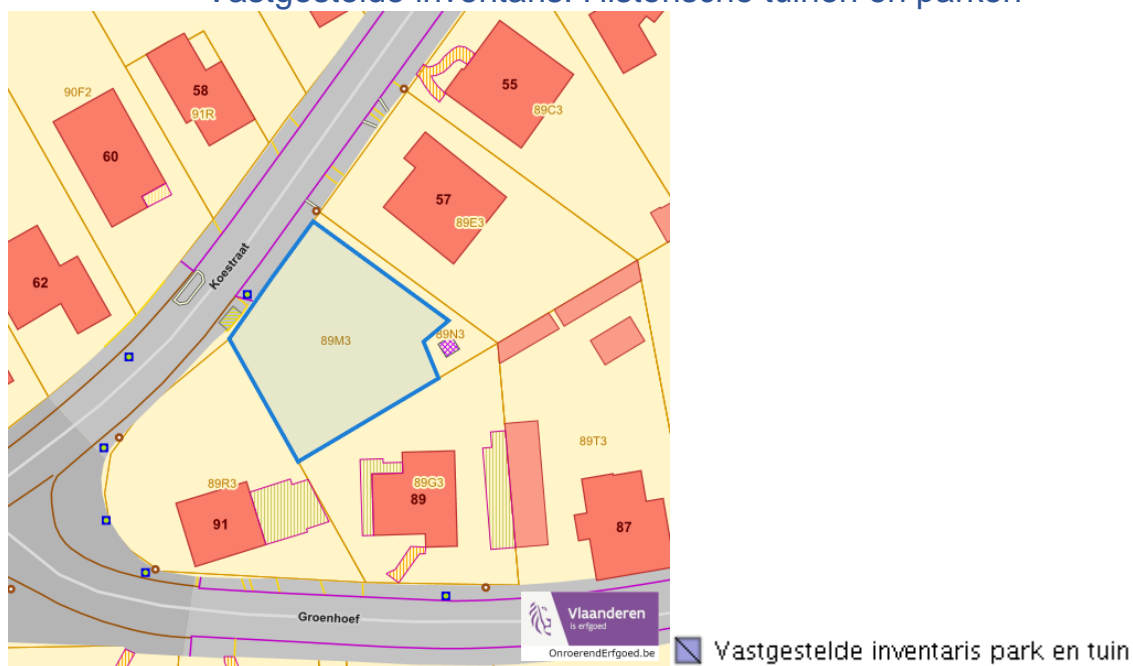 Vastgestelde inventaris: Historische tuinen en parken
58
91R
90F2
60
62
55
89C3
57
89E3
Koestraat
89M3
89N3
89T3
89R3
91
89G3
89
87
Groenhoef
Vlaanderen
is erfgoed
OnroerendErfgoed.be
Vastgestelde inventaris park en tuin